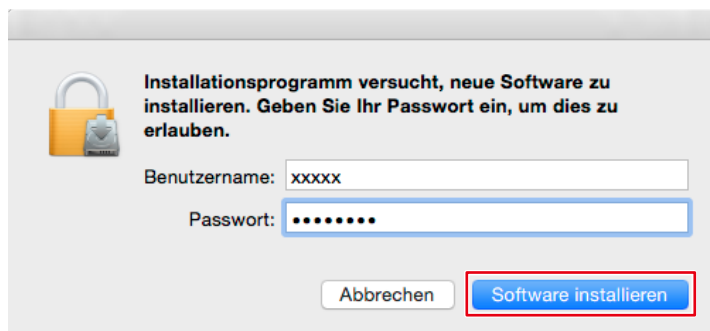 Installationsprogramm versucht, neue Software zu
installieren. Geben Sie Ihr Passwort ein, um dies zu
erlauben.
Benutzername: xxxxx
Passwort: ••••••••
Abbrechen Software installieren